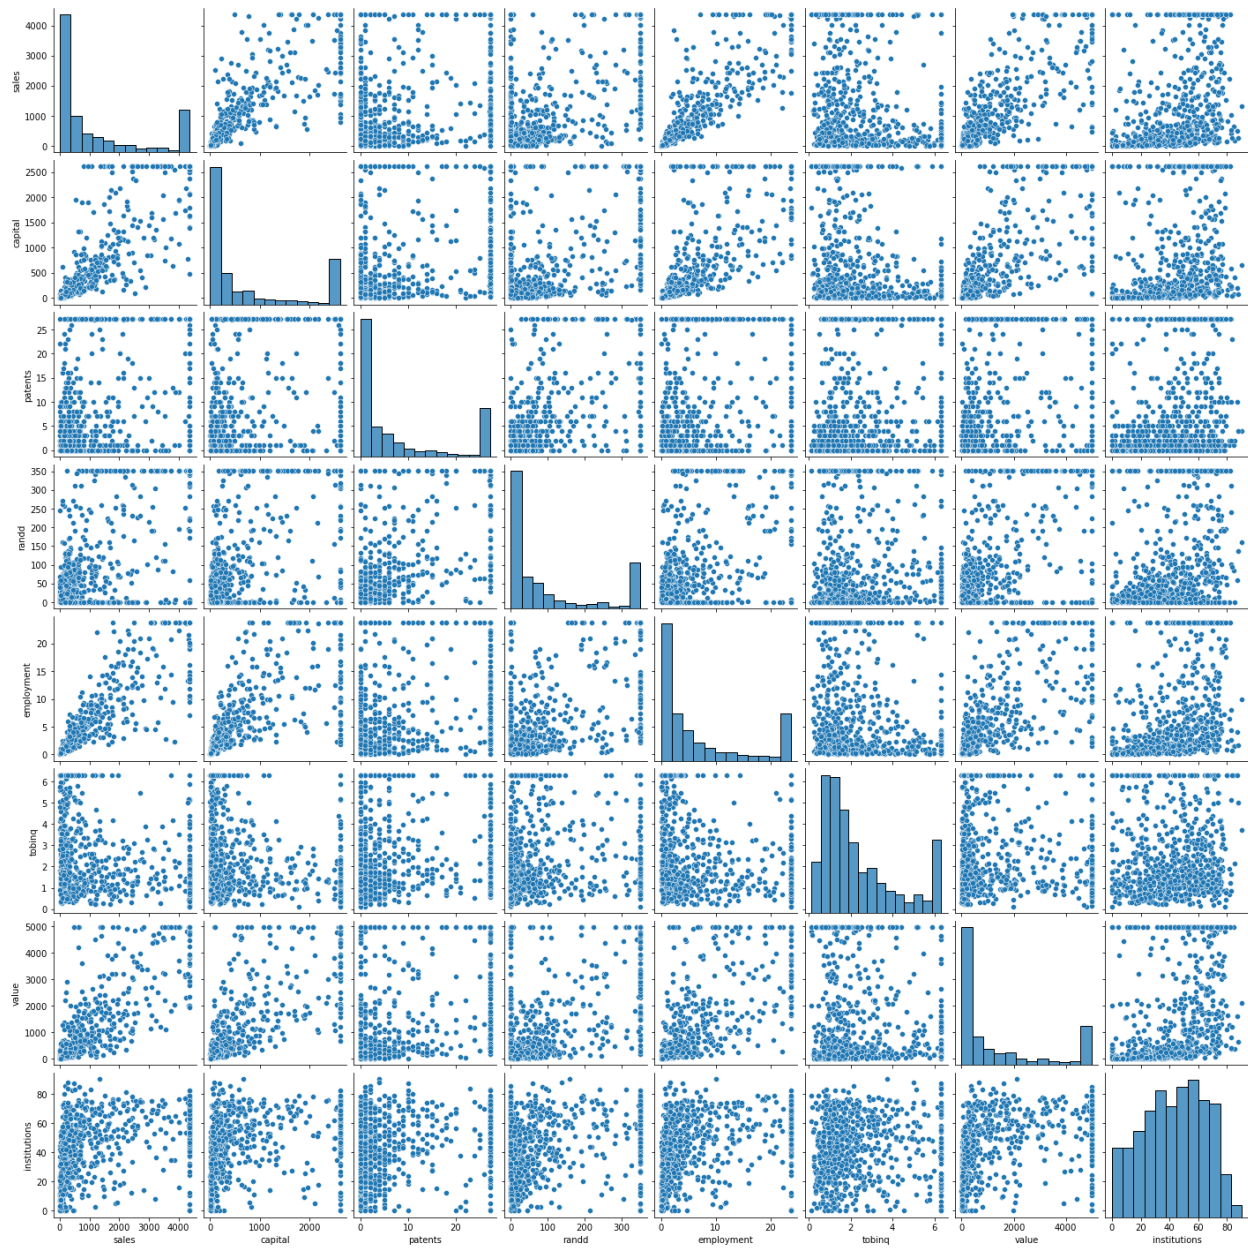 4000
3000
2000
1000
0
sales
2500
2000
1500
1000
500
0
capital
25
20
15
10
5
0
patents
350
300
250
200
150
100
50
0
randd
20
15
10
5
0
employment
6
5
4
3
2
1
0
tobinq
5000
4000
3000
2000
1000
0
value
80
60
40
20
0
institutions
0 1000 2000 3000 4000
0 1000 2000
0 10 20
0 100 200 300
0 10 20
0 2 4 6
0 2000 4000
0 20 40 60 80
sales capital patents randd employment tobinq value institutions